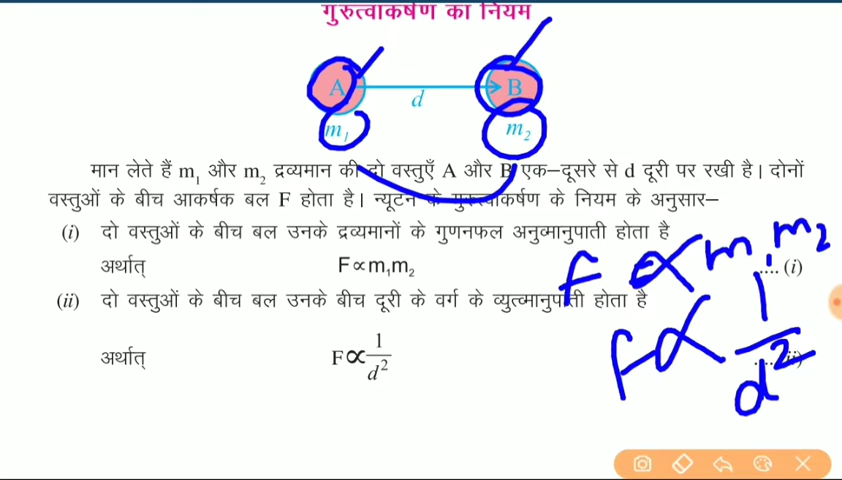 गुरुत्वाकर्षण का नियम
A B
d
m₁ m₂
मान लेते हैं m₁ और m₂ द्रव्यमान की दो वस्तुएँ A और B एक–दूसरे से d दूरी पर रखी है। दोनों
वस्तुओं के बीच आकर्षक बल F होता है। न्यूटन के गुरुत्वाकर्षण के नियम के अनुसार–
(i) दो वस्तुओं के बीच बल उनके द्रव्यमानों के गुणनफल अनुक्मानुपाती होता है
अर्थात् F∝m₁m₂ ....(i)
F ∝ m₁m₂
(ii) दो वस्तुओं के बीच बल उनके बीच दूरी के वर्ग के व्युत्मानुपाती होता है
अर्थात् F∝1/d² ....(ii)
F∝1/d²